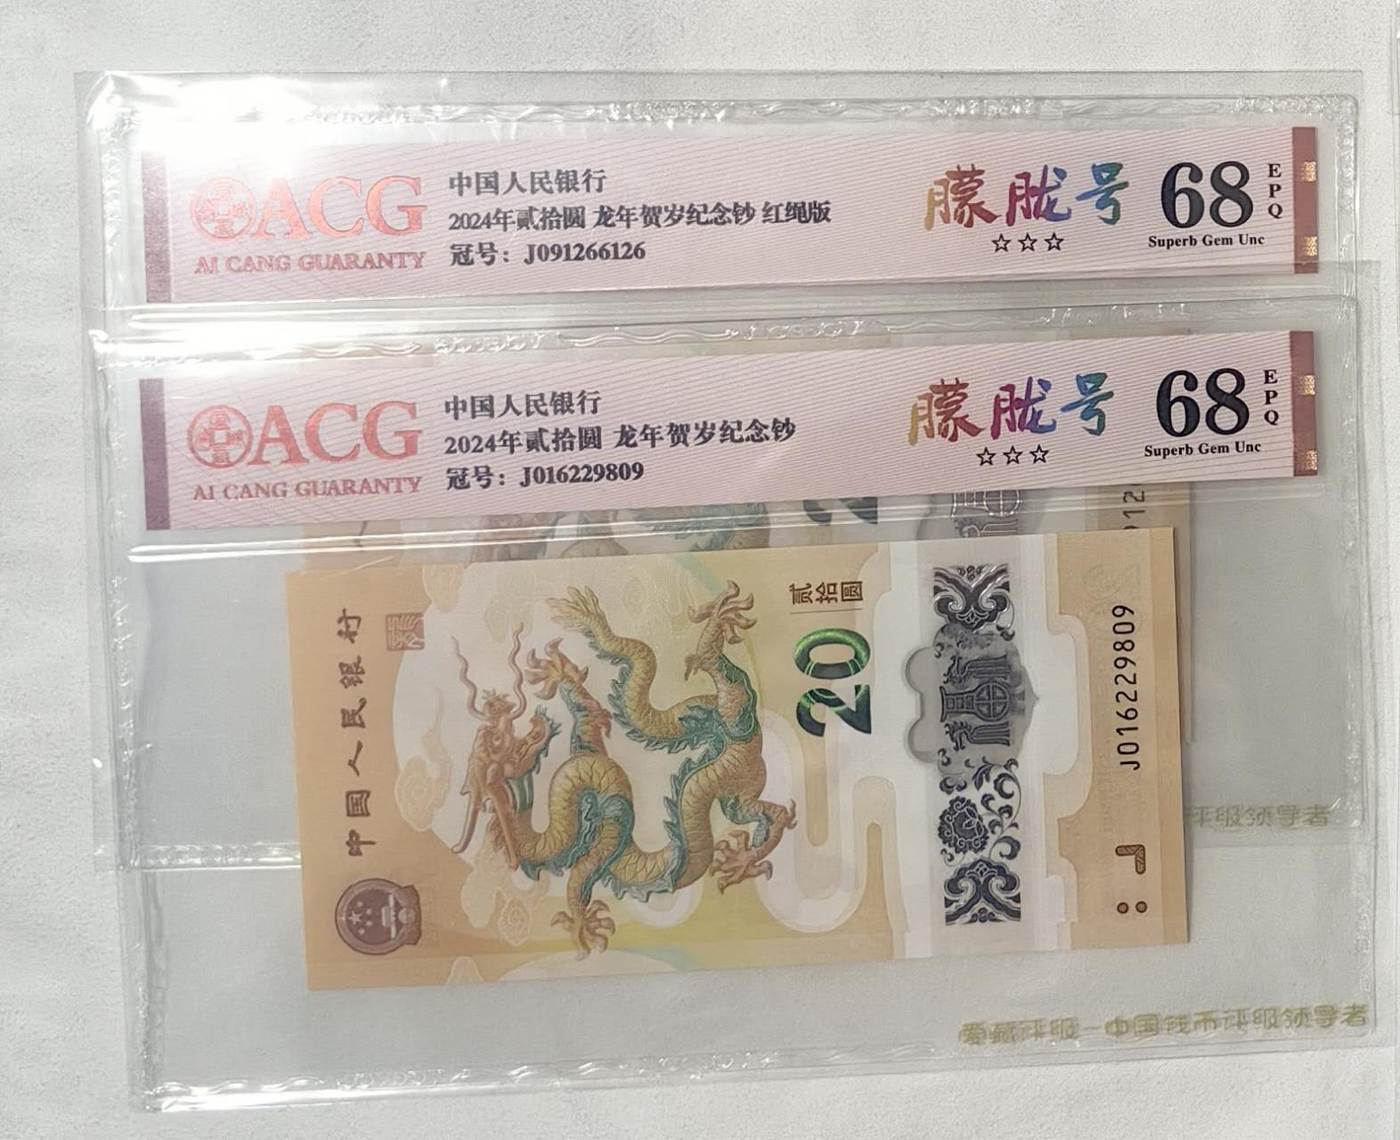 ACG
AI CANG GUARANTY
中国人民银行
2024年贰拾圆 龙年贺岁纪念钞 红绳版
冠号：J091266126
朦胧号
☆☆☆
68
EPQ
Superb Gem Unc
ACG
AI CANG GUARANTY
中国人民银行
2024年贰拾圆 龙年贺岁纪念钞
冠号：J016229809
朦胧号
☆☆☆
68
EPQ
Superb Gem Unc
中国人民银行
贰拾圆
20
J016229809
评级领导者
爱藏评级—中国钱币评级领导者